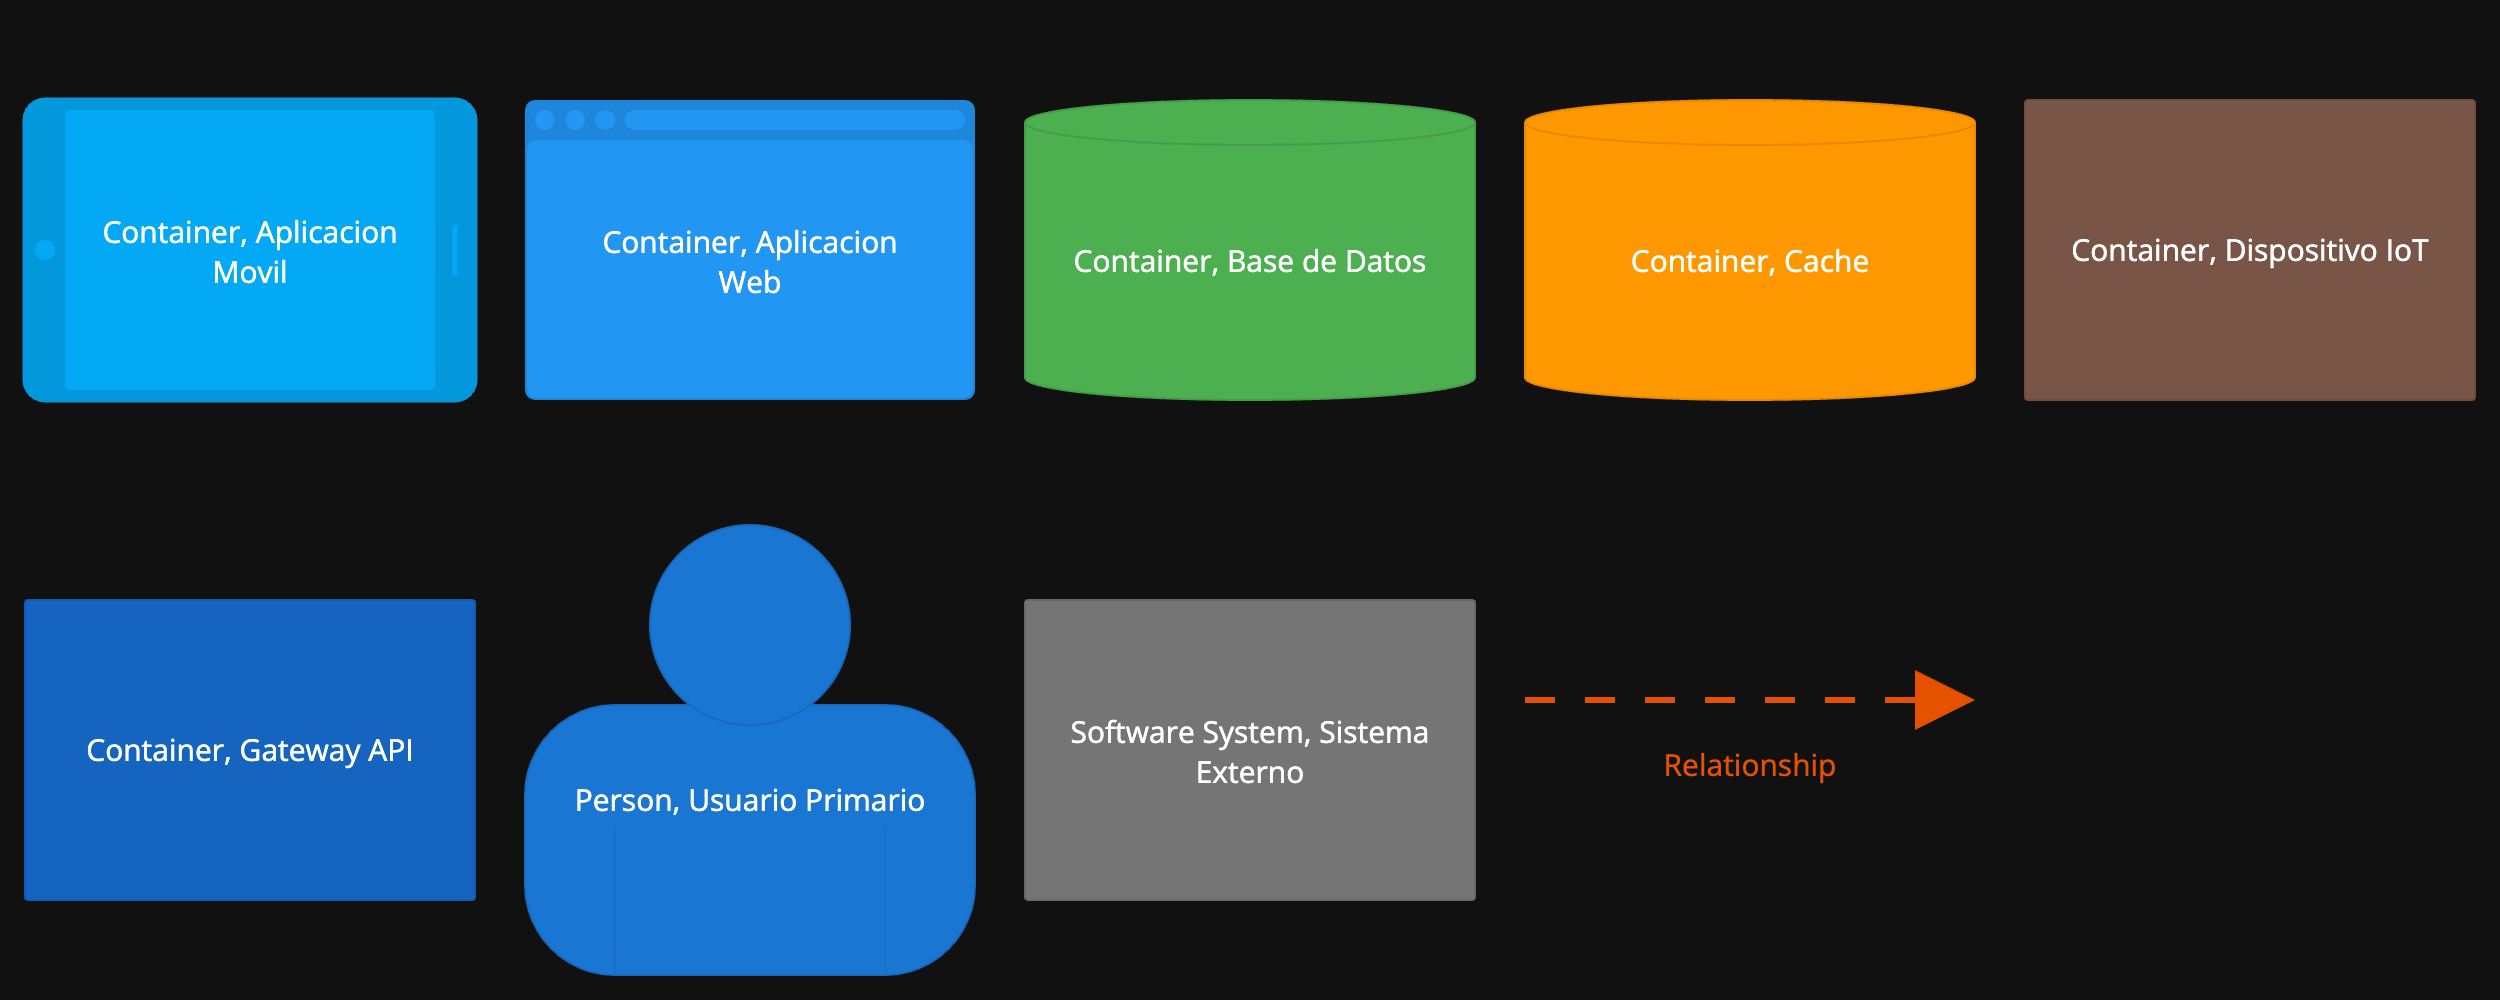 Container, Aplicacion
Movil
Container, Aplicacion
Web
Container, Base de Datos
Container, Cache
Container, Dispositivo IoT
Container, Gateway API
Person, Usuario Primario
Software System, Sistema
Externo
Relationship